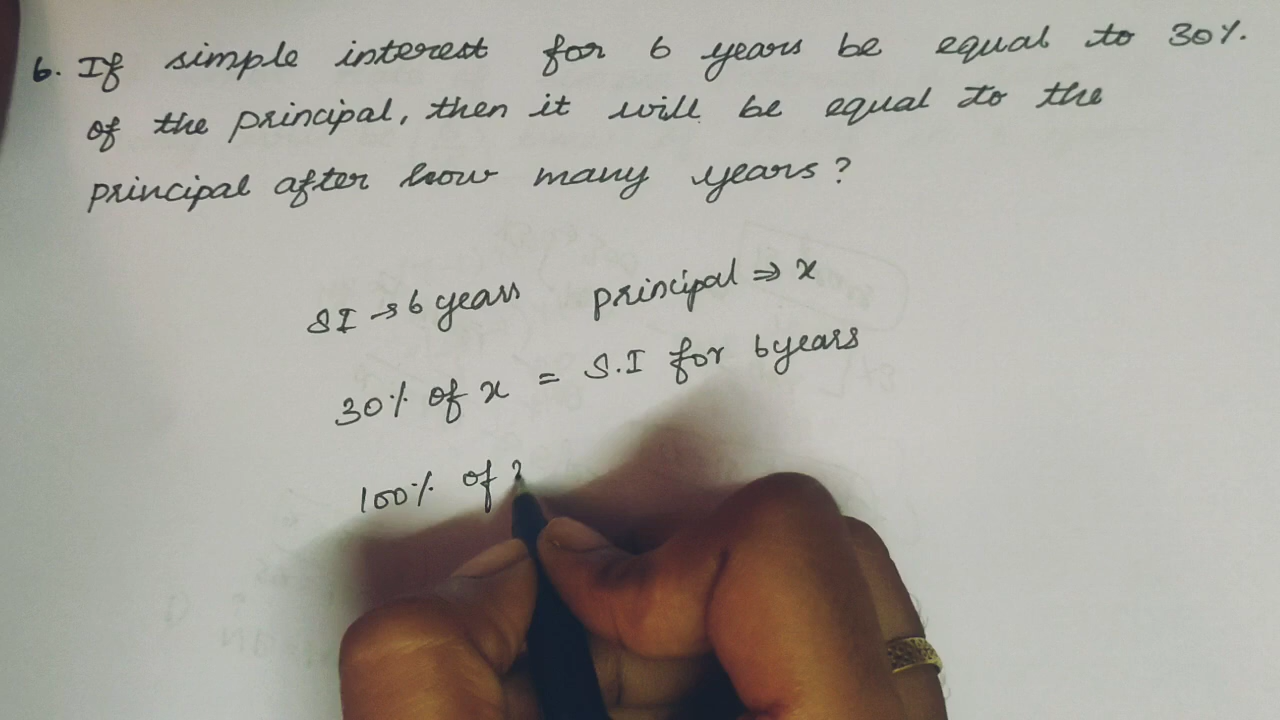 6. If simple interest for 6 years be equal to 30%.
of the principal, then it will be equal to the
principal after how many years?
SI → 6 years principal ⇒ x
30% of x = S.I for 6years
100% of